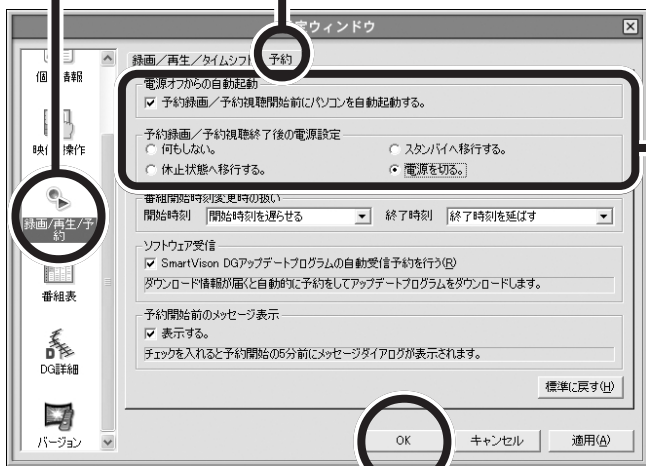 定ウィンドウ
個 情報
映 操作
録画/再生/予
約
番組表
DG詳細
バージョン
録画/再生/タイムシフト 予約
電源オフからの自動起動
予約録画/予約視聴開始前にパソコンを自動起動する。
予約録画/予約視聴終了後の電源設定
何もしない。 スタンバイへ移行する。
休止状態へ移行する。 電源を切る。
番組開始時刻変更時の扱い
開始時刻 開始時刻を遅らせる 終了時刻 終了時刻を延ばす
ソフトウェア受信
SmartVison DGアップデートプログラムの自動受信予約を行う(R)
ダウンロード情報が届くと自動的に予約をしてアップデートプログラムをダウンロードします。
予約開始前のメッセージ表示
表示する。
チェックを入れると予約開始の5分前にメッセージダイアログが表示されます。
標準に戻す(H)
OK キャンセル 適用(A)